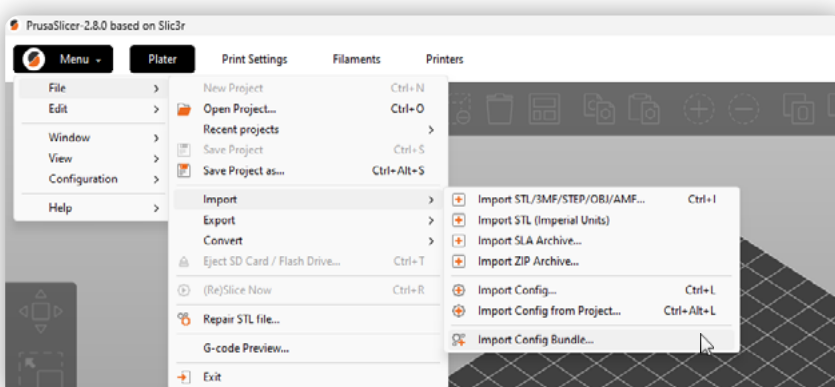 PrusaSlicer-2.8.0 based on Slic3r
Menu Plater Print Settings Filaments Printers
File
Edit
Window
View
Configuration
Help
New Project Ctrl+N
Open Project... Ctrl+O
Recent projects
Save Project Ctrl+S
Save Project as... Ctrl+Alt+S
Import
Export
Convert
Eject SD Card / Flash Drive... Ctrl+T
(Re)Slice Now Ctrl+R
Repair STL file...
G-code Preview...
Exit
Import STL/3MF/STEP/OBJ/AMF... Ctrl+I
Import STL (Imperial Units)
Import SLA Archive...
Import ZIP Archive...
Import Config... Ctrl+L
Import Config from Project... Ctrl+Alt+L
Import Config Bundle...